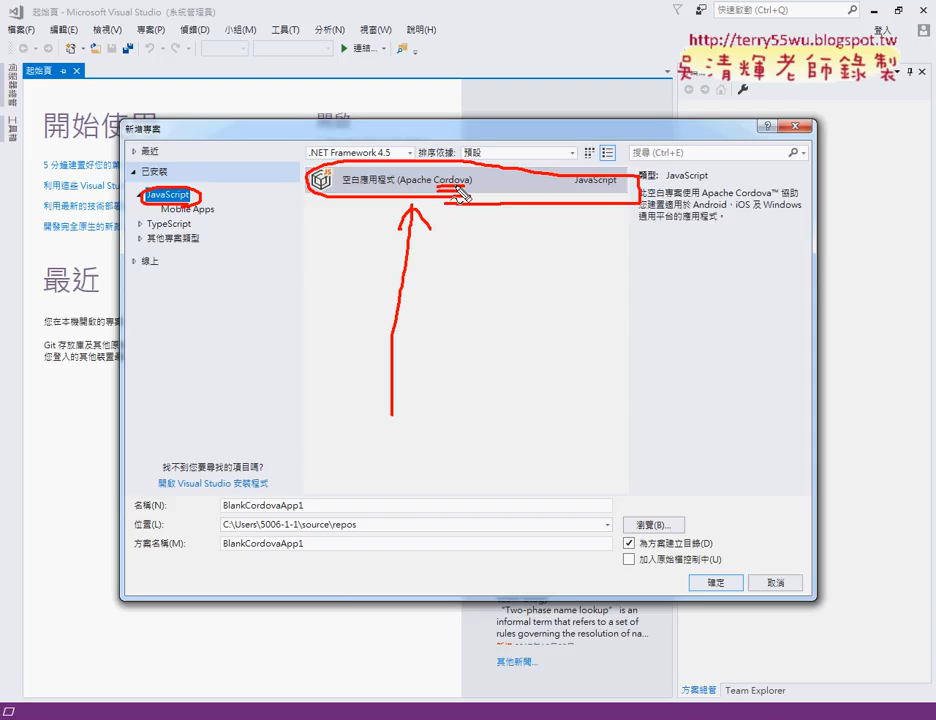 起始頁 - Microsoft Visual Studio (系統管理員)
快速啟動 (Ctrl+Q)
檔案(F) 編輯(E) 檢視(V) 專案(P) 偵錯(D) 小組(M) 工具(T) 分析(N) 視窗(W) 說明(H)
登入
連結...
http://terry55wu.blogspot.tw
吳清輝老師錄製
起始頁
伺服器總管
工具箱
開始使用
開啟
5 分鐘建置好您的
利用這些 Visual Stu
利用最新的技術部
開發完原生的新
最近
您在本機開啟的專案
Git 存放庫及其他原
您登入的其他裝置最
新增專案
最近
.NET Framework 4.5
排序依據:
預設
搜尋 (Ctrl+E)
已安裝
JavaScript
Mobile Apps
TypeScript
其他專案類型
線上
空白應用程式 (Apache Cordova)
JavaScript
類型: JavaScript
此空白專案使用 Apache Cordova™ 協助
您建置適用於 Android、iOS 及 Windows
通用平台的應用程式。
找不到您要尋找的項目嗎?
開啟 Visual Studio 安裝程式
名稱(N):
BlankCordovaApp1
位置(L):
C:\Users\5006-1-1\source\repos
瀏覽(B)...
方案名稱(M):
BlankCordovaApp1
為方案建立目錄(D)
加入原始檔控制中(U)
確定
取消
"Two-phase name lookup" is an
informal term that refers to a set of
rules governing the resolution of na...
其他新聞...
方案總管
Team Explorer